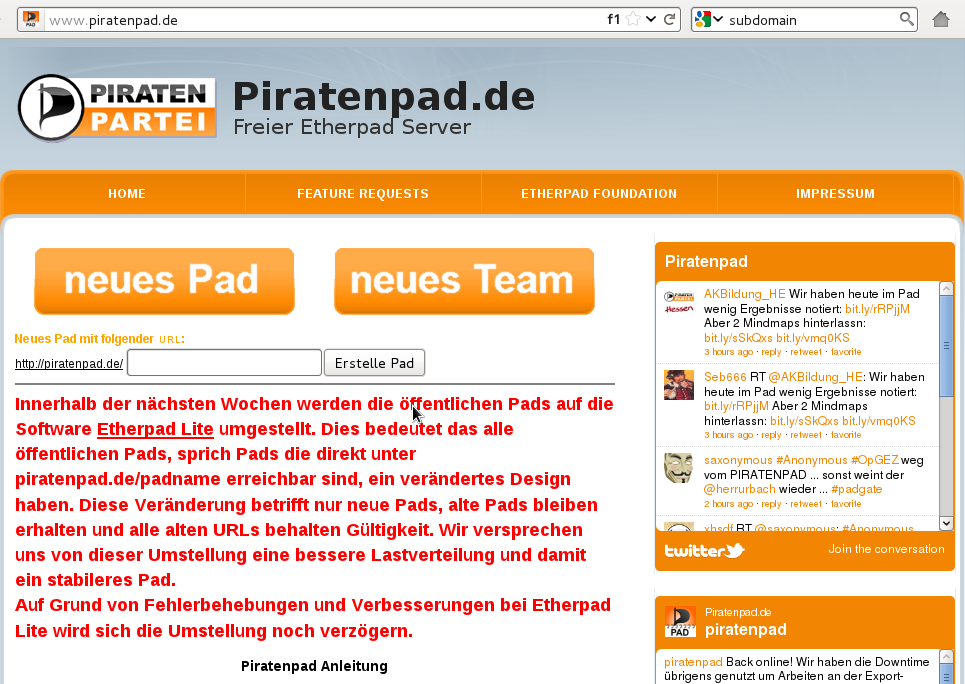 www.piratenpad.de
f1
subdomain
PIRATEN
PARTEI
Piratenpad.de
Freier Etherpad Server
HOME
FEATURE REQUESTS
ETHERPAD FOUNDATION
IMPRESSUM
neues Pad
neues Team
Neues Pad mit folgender URL:
http://piratenpad.de/
Erstelle Pad
Innerhalb der nächsten Wochen werden die öffentlichen Pads auf die
Software Etherpad Lite umgestellt. Dies bedeutet das alle
öffentlichen Pads, sprich Pads die direkt unter
piratenpad.de/padname erreichbar sind, ein verändertes Design
haben. Diese Veränderung betrifft nur neue Pads, alte Pads bleiben
erhalten und alle alten URLs behalten Gültigkeit. Wir versprechen
uns von dieser Umstellung eine bessere Lastverteilung und damit
ein stabileres Pad.
Auf Grund von Fehlerbehebungen und Verbesserungen bei Etherpad
Lite wird sich die Umstellung noch verzögern.
Piratenpad Anleitung
Piratenpad
AKBildung_HE Wir haben heute im Pad
wenig Ergebnisse notiert: bit.ly/rRPjjM
Aber 2 Mindmaps hinterlassn:
bit.ly/sSkQxs bit.ly/vmq0KS
3 hours ago · reply · retweet · favorite
Seb666 RT @AKBildung_HE: Wir haben
heute im Pad wenig Ergebnisse notiert:
bit.ly/rRPjjM Aber 2 Mindmaps
hinterlassn: bit.ly/sSkQxs bit.ly/vmq0KS
3 hours ago · reply · retweet · favorite
saxonymous #Anonymous #OpGEZ weg
vom PIRATENPAD ... sonst weint der
@herrurbach wieder ... #padgate
2 hours ago · reply · retweet · favorite
xhsdf RT @saxonymous: #Anonymous
twitter
Join the conversation
PAD
Piratenpad.de
piratenpad
piratenpad Back online! Wir haben die Downtime
übrigens genutzt um Arbeiten an der Export-